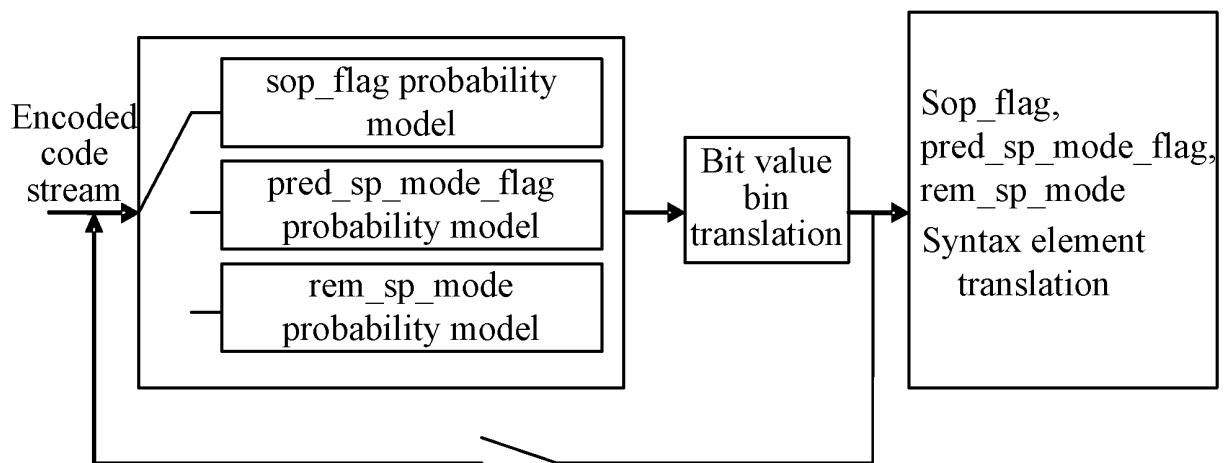 Encoded
code
stream
sop_flag probability
model
pred_sp_mode_flag
probability model
rem_sp_mode
probability model
Bit value
bin
translation
Sop_flag,
pred_sp_mode_flag,
rem_sp_mode
Syntax element
translation